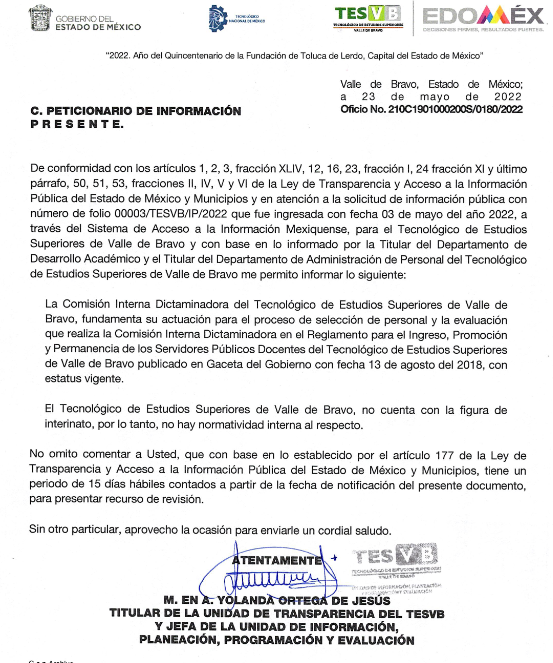 GOBIERNO DEL
ESTADO DE MÉXICO
TECNOLÓGICO
NACIONAL DE MÉXICO
TESVB
TECNOLÓGICO DE ESTUDIOS SUPERIORES
VALLE DE BRAVO
EDOMÉX
DECISIONES FIRMES, RESULTADOS FUERTES.
"2022. Año del Quincentenario de la Fundación de Toluca de Lerdo, Capital del Estado de México"
Valle de Bravo, Estado de México;
a 23 de mayo de 2022
Oficio No. 210C1901000200S/0180/2022
C. PETICIONARIO DE INFORMACIÓN
P R E S E N T E.
De conformidad con los artículos 1, 2, 3, fracción XLIV, 12, 16, 23, fracción I, 24 fracción XI y último
párrafo, 50, 51, 53, fracciones II, IV, V y VI de la Ley de Transparencia y Acceso a la Información
Pública del Estado de México y Municipios y en atención a la solicitud de información pública con
número de folio 00003/TESVB/IP/2022 que fue ingresada con fecha 03 de mayo del año 2022, a
través del Sistema de Acceso a la Información Mexiquense, para el Tecnológico de Estudios
Superiores de Valle de Bravo y con base en lo informado por la Titular del Departamento de
Desarrollo Académico y el Titular del Departamento de Administración de Personal del Tecnológico
de Estudios Superiores de Valle de Bravo me permito informar lo siguiente:
La Comisión Interna Dictaminadora del Tecnológico de Estudios Superiores de Valle de
Bravo, fundamenta su actuación para el proceso de selección de personal y la evaluación
que realiza la Comisión Interna Dictaminadora en el Reglamento para el Ingreso, Promoción
y Permanencia de los Servidores Públicos Docentes del Tecnológico de Estudios Superiores
de Valle de Bravo publicado en Gaceta del Gobierno con fecha 13 de agosto del 2018, con
estatus vigente.
El Tecnológico de Estudios Superiores de Valle de Bravo, no cuenta con la figura de
interinato, por lo tanto, no hay normatividad interna al respecto.
No omito comentar a Usted, que con base en lo establecido por el artículo 177 de la Ley de
Transparencia y Acceso a la Información Pública del Estado de México y Municipios, tiene un
periodo de 15 días hábiles contados a partir de la fecha de notificación del presente documento,
para presentar recurso de revisión.
Sin otro particular, aprovecho la ocasión para enviarle un cordial saludo.
ATENTAMENTE
TESVB
TECNOLÓGICO DE ESTUDIOS SUPERIORES
VALLE DE BRAVO
M. EN A. YOLANDA ORTEGA DE JESÚS
TITULAR DE LA UNIDAD DE TRANSPARENCIA DEL TESVB
Y JEFA DE LA UNIDAD DE INFORMACIÓN,
PLANEACIÓN, PROGRAMACIÓN Y EVALUACIÓN